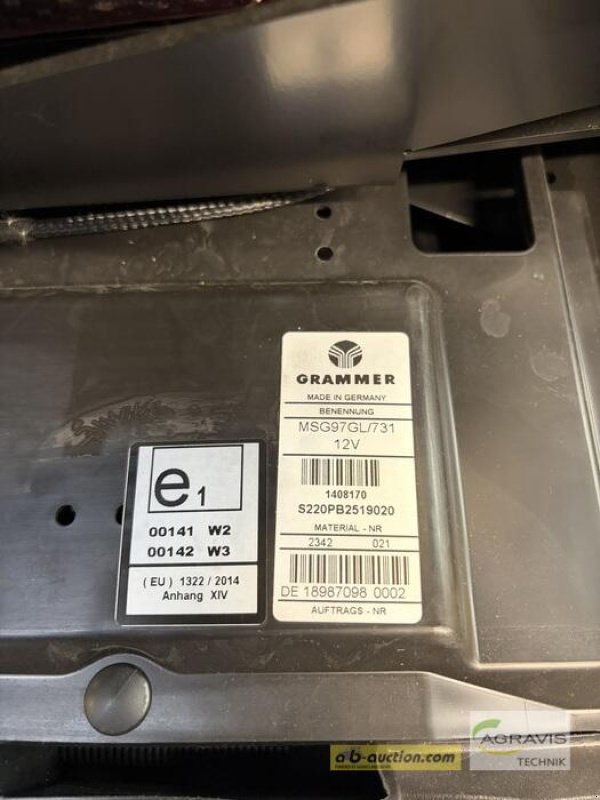 GRAMMER
MADE IN GERMANY
BENENNUNG
MSG97GL/731
12V
1408170
S220PB2519020
MATERIAL - NR
2342 021
DE 18987098 0002
AUFTRAGS - NR
e1
00141 W2
00142 W3
(EU) 1322 / 2014
Anhang XIV
ab-auction.com
AGRAVIS
TECHNIK